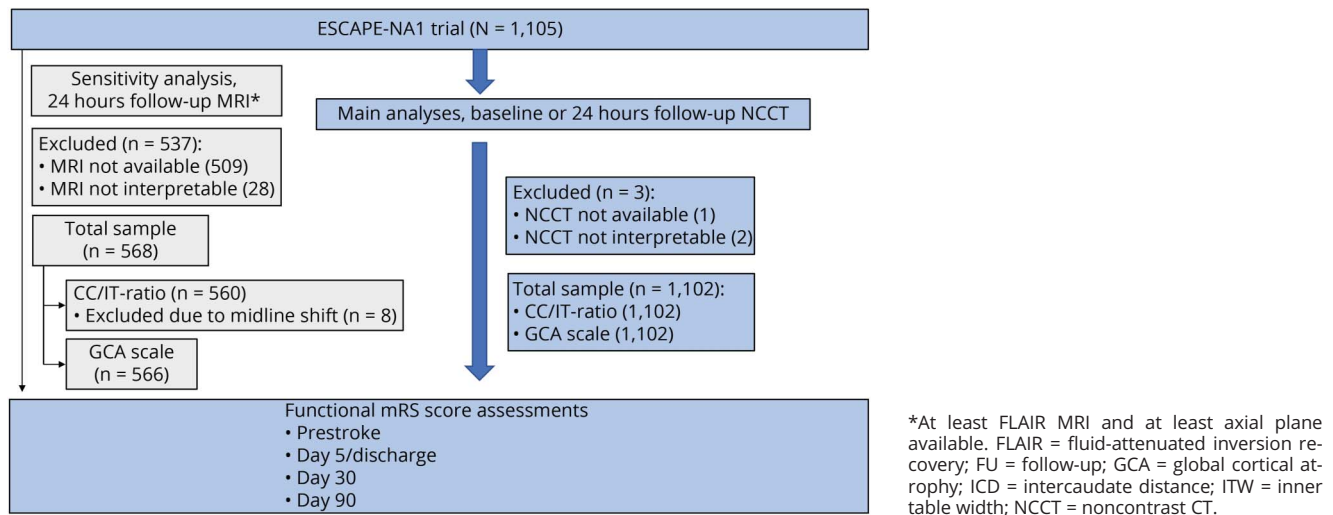 ESCAPE-NA1 trial (N = 1,105)
Sensitivity analysis,
24 hours follow-up MRI*
Main analyses, baseline or 24 hours follow-up NCCT
Excluded (n = 537):
• MRI not available (509)
• MRI not interpretable (28)
Excluded (n = 3):
• NCCT not available (1)
• NCCT not interpretable (2)
Total sample
(n = 568)
CC/IT-ratio (n = 560)
• Excluded due to midline shift (n = 8)
Total sample (n = 1,102):
• CC/IT-ratio (1,102)
• GCA scale (1,102)
GCA scale
(n = 566)
Functional mRS score assessments
• Prestroke
• Day 5/discharge
• Day 30
• Day 90
*At least FLAIR MRI and at least axial plane
available. FLAIR = fluid-attenuated inversion re-
covery; FU = follow-up; GCA = global cortical at-
rophy; ICD = intercaudate distance; ITW = inner
table width; NCCT = noncontrast CT.